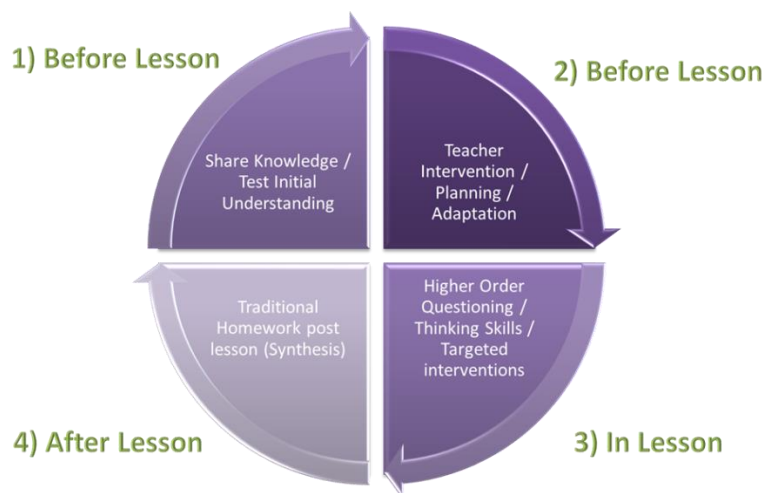 1) Before Lesson
2) Before Lesson
Share Knowledge /
Test Initial
Understanding
Teacher
Intervention /
Planning /
Adaptation
Traditional
Homework post
lesson (Synthesis)
Higher Order
Questioning /
Thinking Skills /
Targeted
interventions
4) After Lesson
3) In Lesson